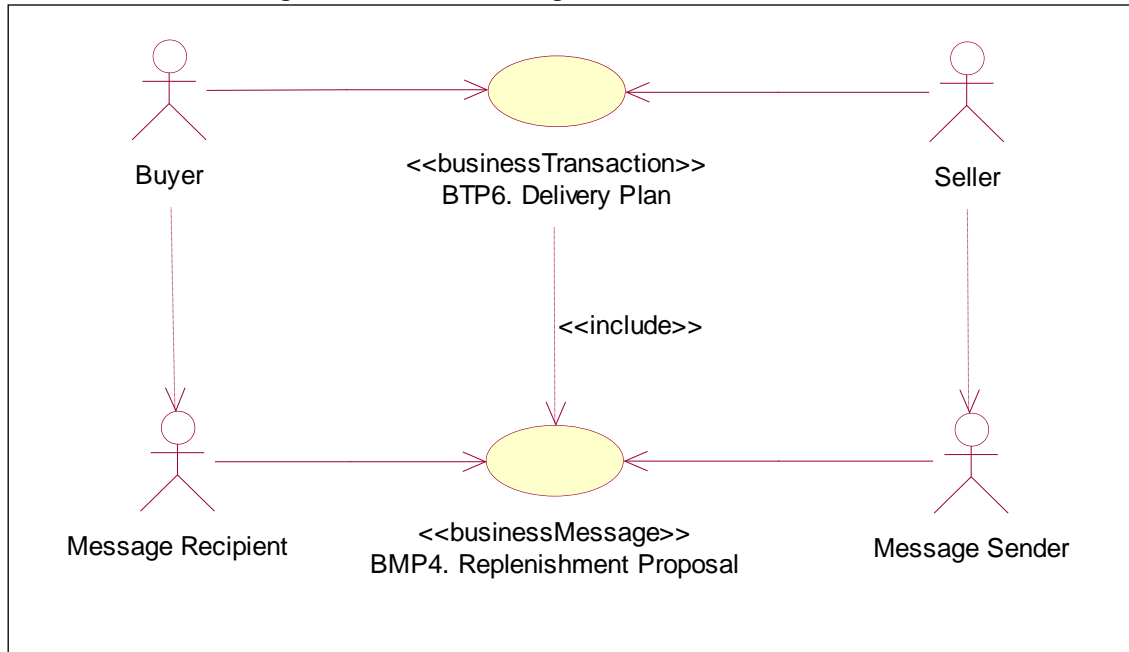 <<businessTransaction>>
BTP6. Delivery Plan
Buyer
Seller
<<include>>
<<businessMessage>>
BMP4. Replenishment Proposal
Message Recipient
Message Sender